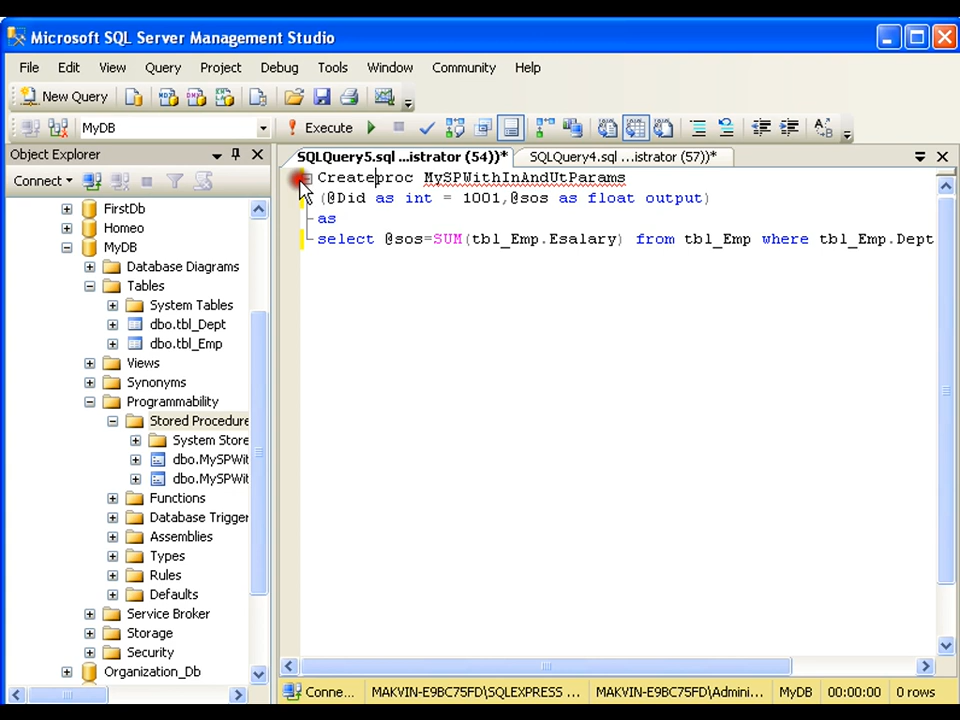 Microsoft SQL Server Management Studio
File Edit View Query Project Debug Tools Window Community Help
New Query
MyDB Execute
Object Explorer
SQLQuery5.sql ...istrator (54))* SQLQuery4.sql ...istrator (57))*
Connect
Create proc MySPWithInAndUtParams
(@Did as int = 1001,@sos as float output)
as
select @sos=SUM(tbl_Emp.Esalary) from tbl_Emp where tbl_Emp.Dept
FirstDb
Homeo
MyDB
Database Diagrams
Tables
System Tables
dbo.tbl_Dept
dbo.tbl_Emp
Views
Synonyms
Programmability
Stored Procedure
System Store
dbo.MySPWit
dbo.MySPWit
Functions
Database Trigger
Assemblies
Types
Rules
Defaults
Service Broker
Storage
Security
Organization_Db
Conne... MAKVIN-E9BC75FD\SQLEXPRESS ... MAKVIN-E9BC75FD\Admini... MyDB 00:00:00 0 rows